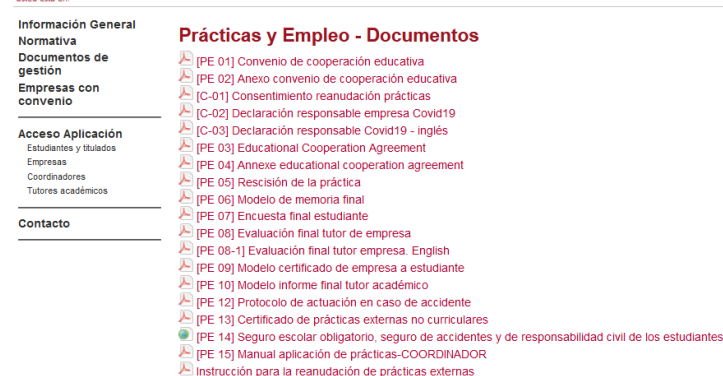 Información General
Normativa
Documentos de
gestión
Empresas con
convenio
Acceso Aplicación
Estudiantes y titulados
Empresas
Coordinadores
Tutores académicos
Contacto
Prácticas y Empleo - Documentos
[PE 01] Convenio de cooperación educativa
[PE 02] Anexo convenio de cooperación educativa
[C-01] Consentimiento reanudación prácticas
[C-02] Declaración responsable empresa Covid19
[C-03] Declaración responsable Covid19 - inglés
[PE 03] Educational Cooperation Agreement
[PE 04] Annexe educational cooperation agreement
[PE 05] Rescisión de la práctica
[PE 06] Modelo de memoria final
[PE 07] Encuesta final estudiante
[PE 08] Evaluación final tutor de empresa
[PE 08-1] Evaluación final tutor empresa. English
[PE 09] Modelo certificado de empresa a estudiante
[PE 10] Modelo informe final tutor académico
[PE 12] Protocolo de actuación en caso de accidente
[PE 13] Certificado de prácticas externas no curriculares
[PE 14] Seguro escolar obligatorio, seguro de accidentes y de responsabilidad civil de los estudiantes
[PE 15] Manual aplicación de prácticas-COORDINADOR
Instrucción para la reanudación de prácticas externas